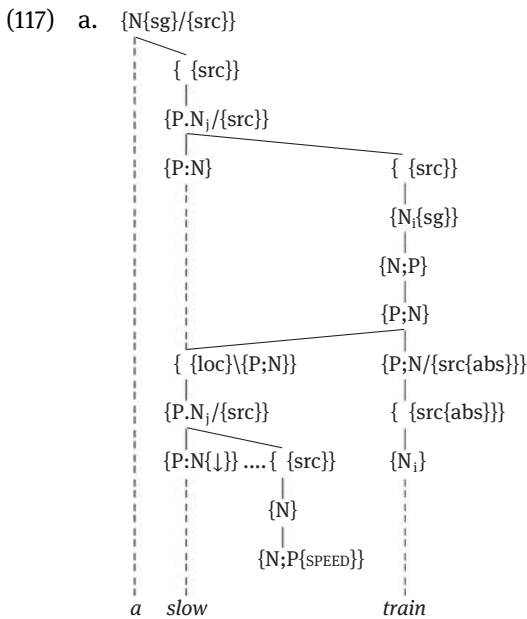 (117) a. {N{sg}/{src}}
{ {src}}
{P.Nj/{src}}
{P:N} { {src}}
{Ni{sg}}
{N;P}
{P;N}
{ {loc}\{P;N}} {P;N/{src{abs}}}
{P.Nj/{src}} { {src{abs}}}
{P:N{↓}} .... { {src}} {Ni}
{N}
{N;P{SPEED}}
a slow train